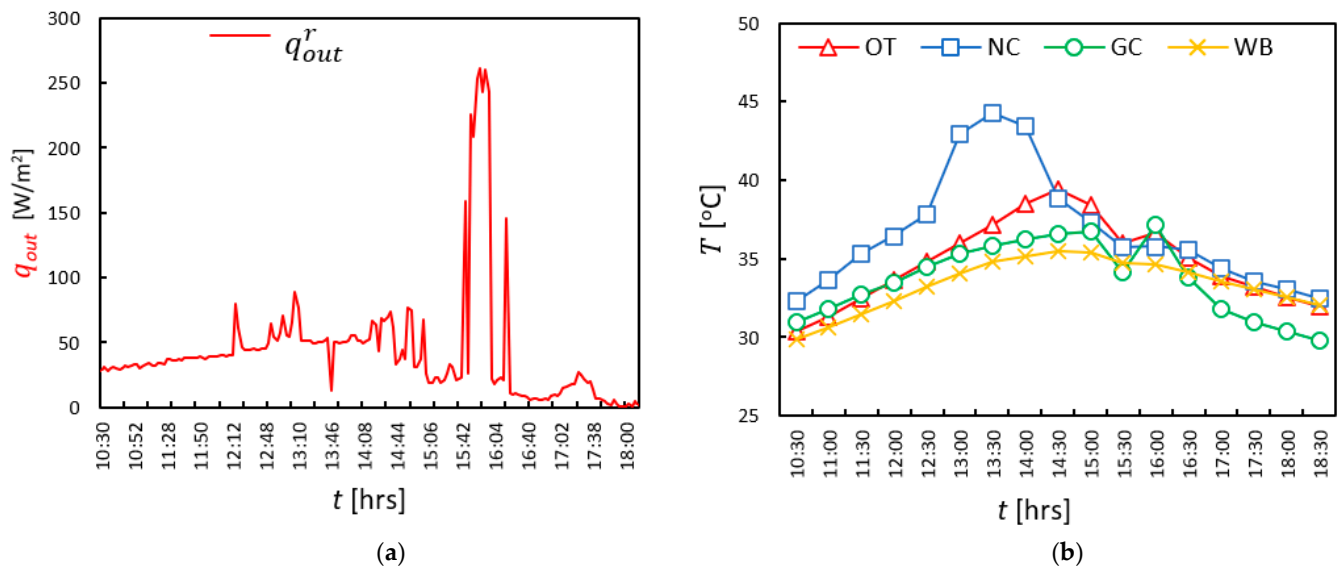 300
250
200
150
100
50
0
q_out [W/m²]
q^r_out
10:30 10:52 11:28 11:50 12:12 12:48 13:10 13:46 14:08 14:44 15:06 15:42 16:04 16:40 17:02 17:38 18:00
t [hrs]
(a)
50
45
40
35
30
25
T [°C]
OT NC GC WB
10:30 11:00 11:30 12:00 12:30 13:00 13:30 14:00 14:30 15:00 15:30 16:00 16:30 17:00 17:30 18:00 18:30
t [hrs]
(b)